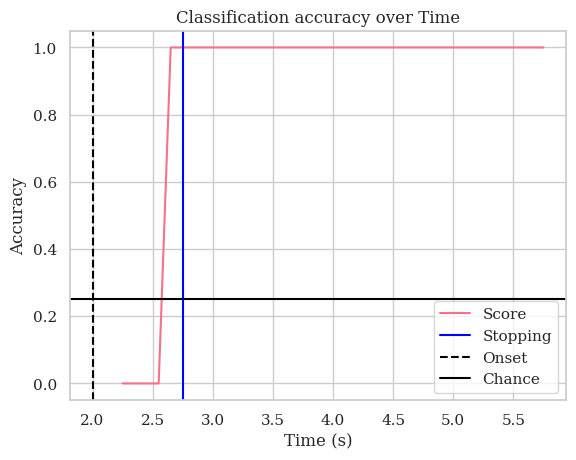 Classification accuracy over Time
Accuracy
1.0
0.8
0.6
0.4
0.2
0.0
Score
Stopping
Onset
Chance
2.0 2.5 3.0 3.5 4.0 4.5 5.0 5.5
Time (s)